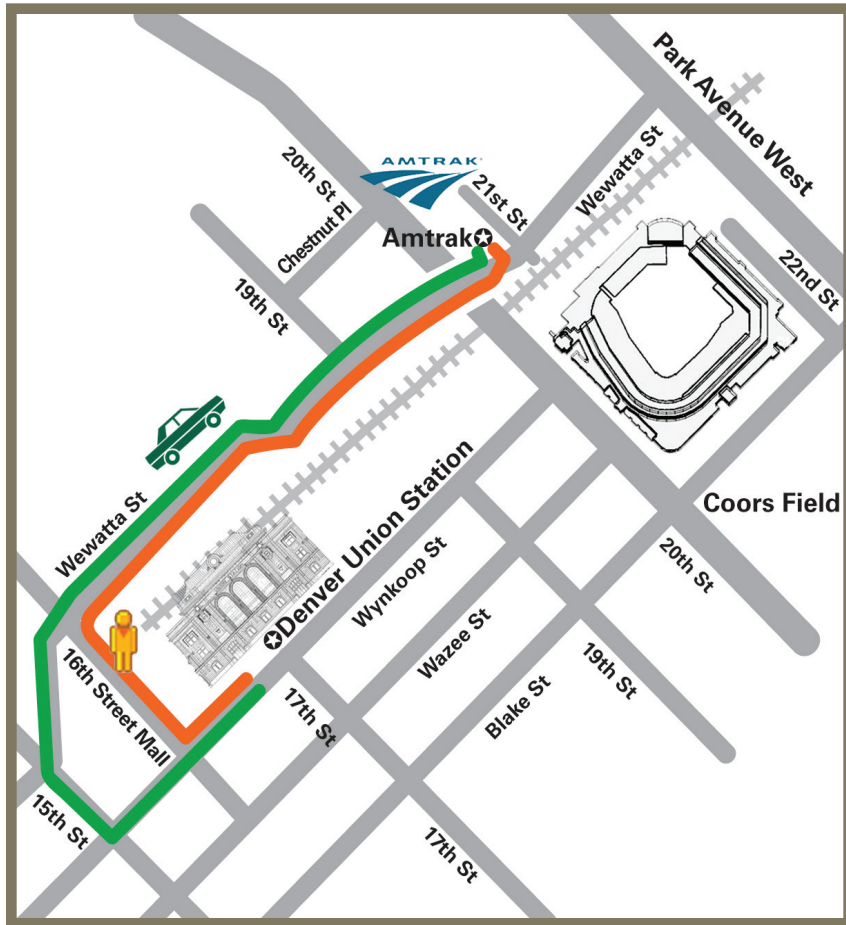 Park Avenue West
Wewatta St
20th St
AMTRAK
21st St
Chestnut Pl
Amtrak
22nd St
19th St
Coors Field
Denver Union Station
Wewatta St
Wynkoop St
20th St
Wazee St
19th St
16th Street Mall
17th St
Blake St
15th St
17th St